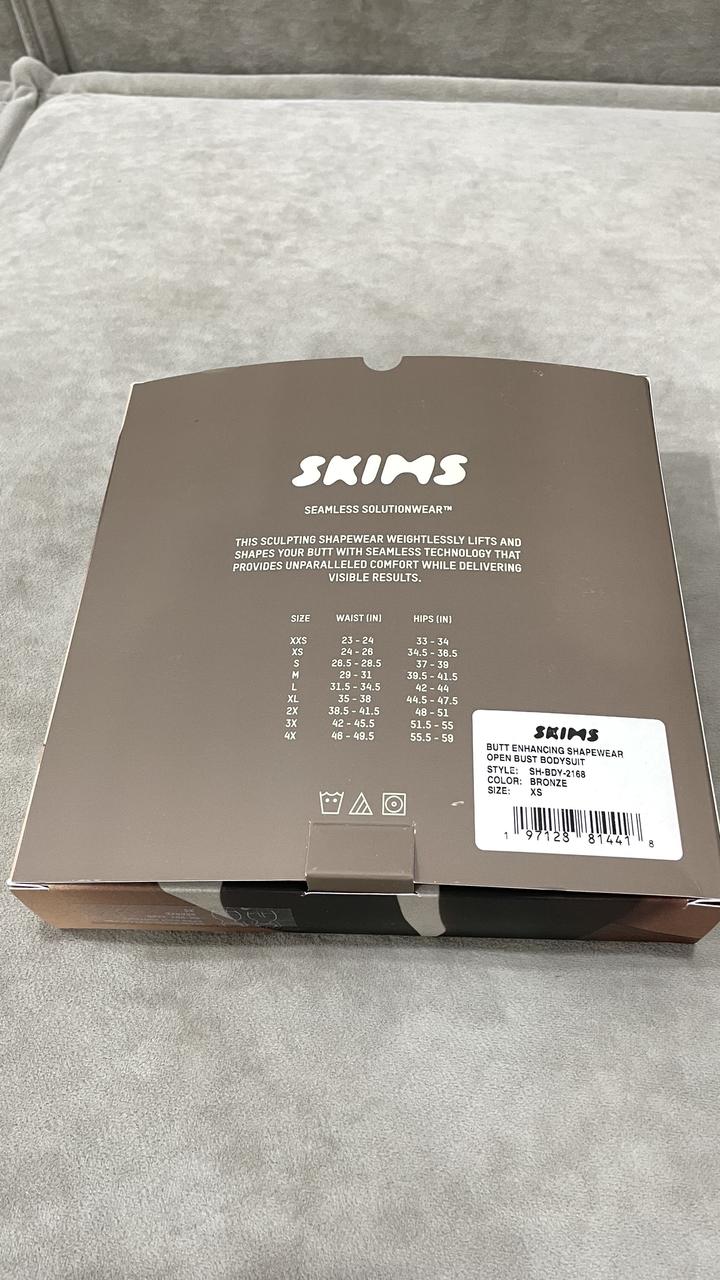 SKIMS
SEAMLESS SOLUTIONWEAR™
THIS SCULPTING SHAPEWEAR WEIGHTLESSLY LIFTS AND
SHAPES YOUR BUTT WITH SEAMLESS TECHNOLOGY THAT
PROVIDES UNPARALLELED COMFORT WHILE DELIVERING
VISIBLE RESULTS.
SIZE WAIST (IN) HIPS (IN)
XXS 23 - 24 33 - 34
XS 24 - 26 34.5 - 36.5
S 26.5 - 28.5 37 - 39
M 29 - 31 39.5 - 41.5
L 31.5 - 34.5 42 - 44
XL 35 - 38 44.5 - 47.5
2X 38.5 - 41.5 48 - 51
3X 42 - 45.5 51.5 - 55
4X 46 - 49.5 55.5 - 59
SKIMS
BUTT ENHANCING SHAPEWEAR
OPEN BUST BODYSUIT
STYLE: SH-BDY-2168
COLOR: BRONZE
SIZE: XS
1 97128 81441 8